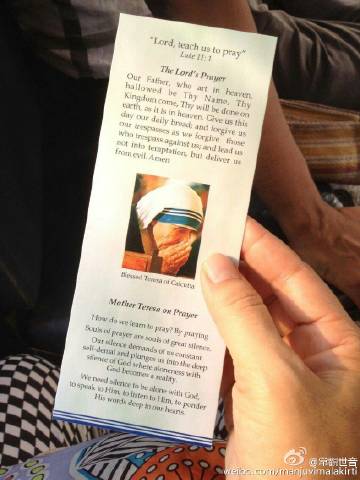 "Lord, teach us to pray"
Luke 11: 1
The Lord's Prayer
Our Father, who art in heaven,
hallowed be Thy Name, Thy
Kingdom come, Thy will be done on
earth, as it is in heaven. Give us this
day our daily bread; and forgive us
our trespasses as we forgive those
who trespass against us; and lead us
not into temptation, but deliver us
from evil. Amen
Blessed Teresa of Calcutta
Mother Teresa on Prayer
How do we learn to pray? By praying
Souls of prayer are souls of great silence.
Our silence demands of us constant
self-denial and plunges us into the deep
silence of God where aloneness with
God becomes a reality.
We need silence to be alone with God,
to speak to Him, to listen to Him, to ponder
His words deep in our hearts.
weibo.com/manjuvimalakirti